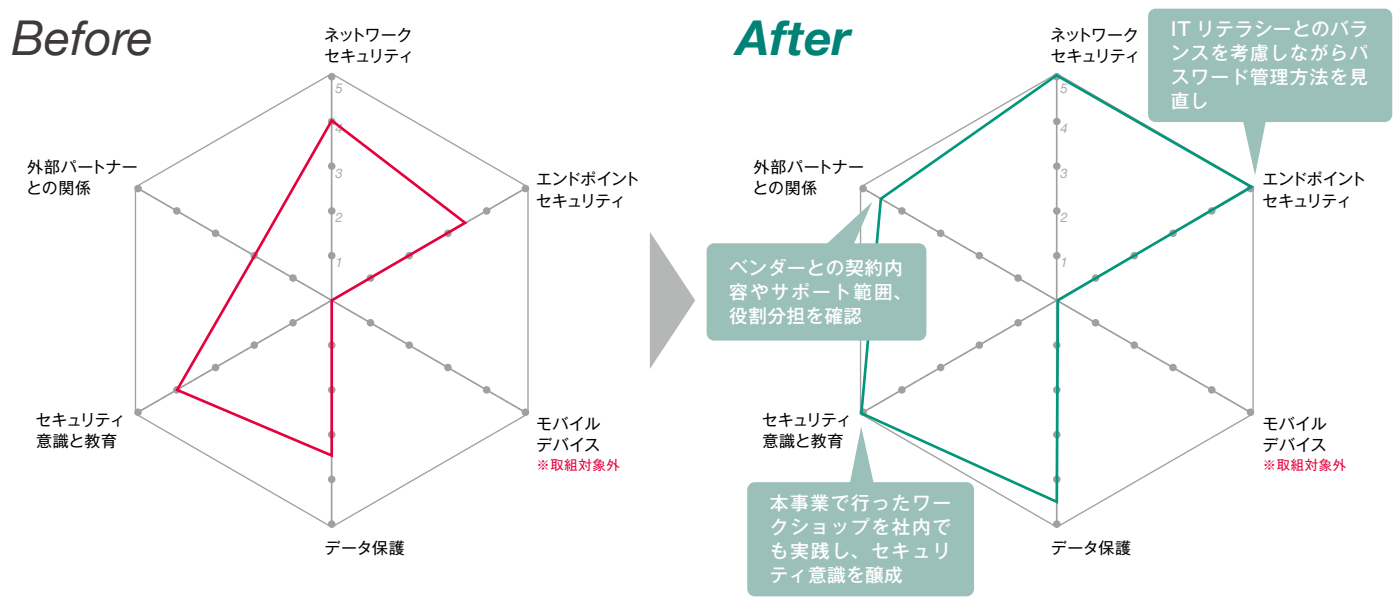 Before
ネットワーク
セキュリティ
5
4
3
2
1
外部パートナー
との関係
エンドポイント
セキュリティ
セキュリティ
意識と教育
モバイル
デバイス
※取組対象外
データ保護
After
ネットワーク
セキュリティ
5
4
3
2
1
IT リテラシーとのバラ
ンスを考慮しながらパ
スワード管理方法を見
直し
外部パートナー
との関係
エンドポイント
セキュリティ
ベンダーとの契約内
容やサポート範囲、
役割分担を確認
セキュリティ
意識と教育
モバイル
デバイス
※取組対象外
本事業で行ったワー
クショップを社内で
も実践し、セキュリ
ティ意識を醸成
データ保護